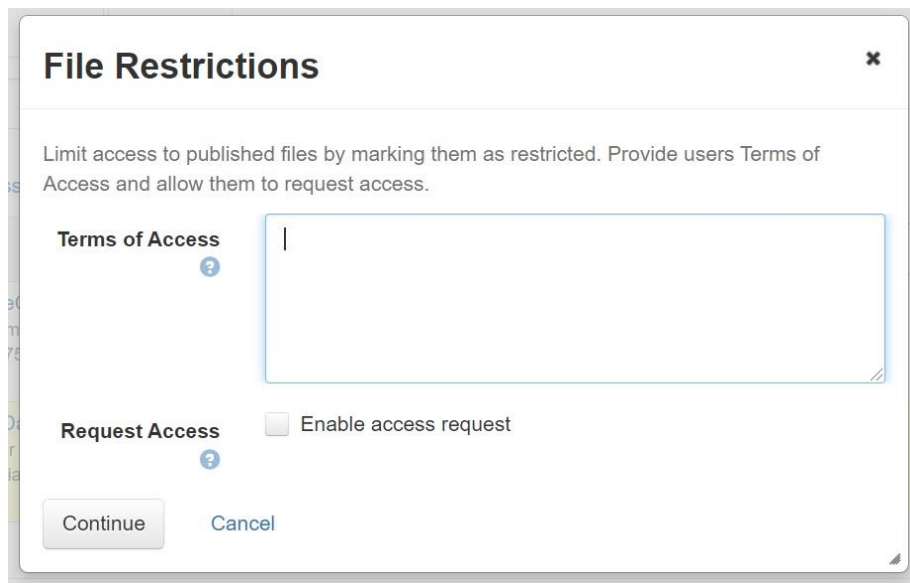 File Restrictions
Limit access to published files by marking them as restricted. Provide users Terms of
Access and allow them to request access.
Terms of Access
Request Access
Enable access request
Continue Cancel